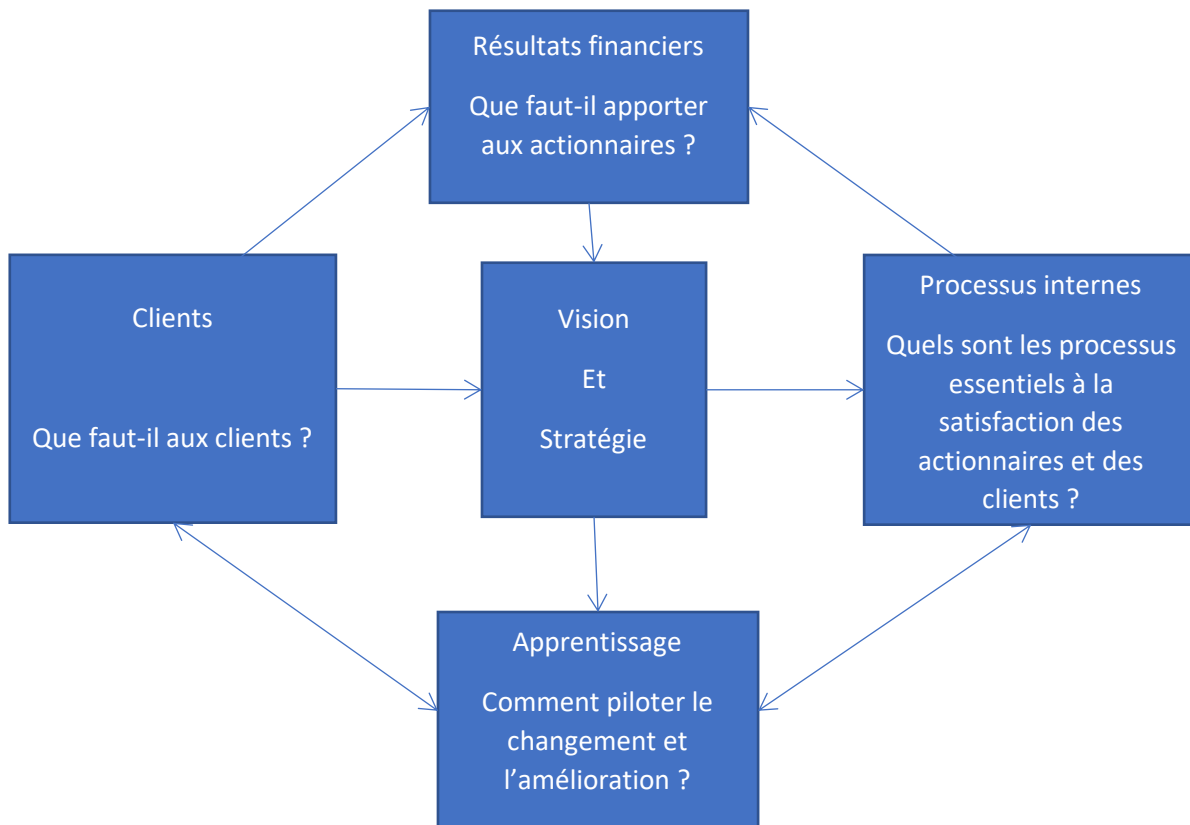 Résultats financiers
Que faut-il apporter
aux actionnaires ?
Clients
Que faut-il aux clients ?
Vision
Et
Stratégie
Processus internes
Quels sont les processus
essentiels à la
satisfaction des
actionnaires et des
clients ?
Apprentissage
Comment piloter le
changement et
l’amélioration ?